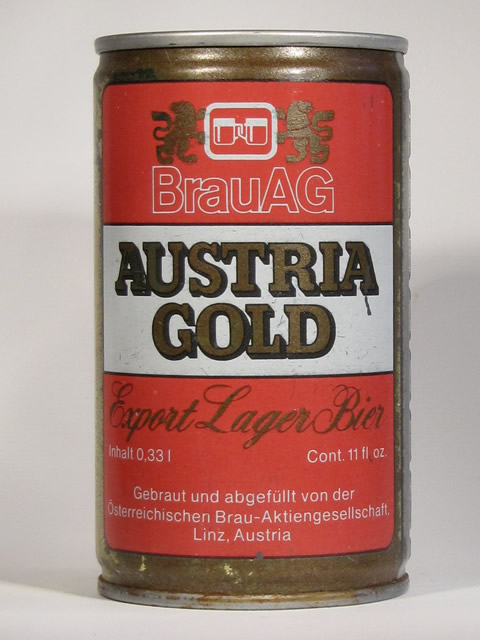 BrauAG
AUSTRIA
GOLD
Export Lager Bier
Inhalt 0,33 l Cont. 11 fl oz.
Gebraut und abgefüllt von der
Österreichischen Brau-Aktiengesellschaft.
Linz, Austria